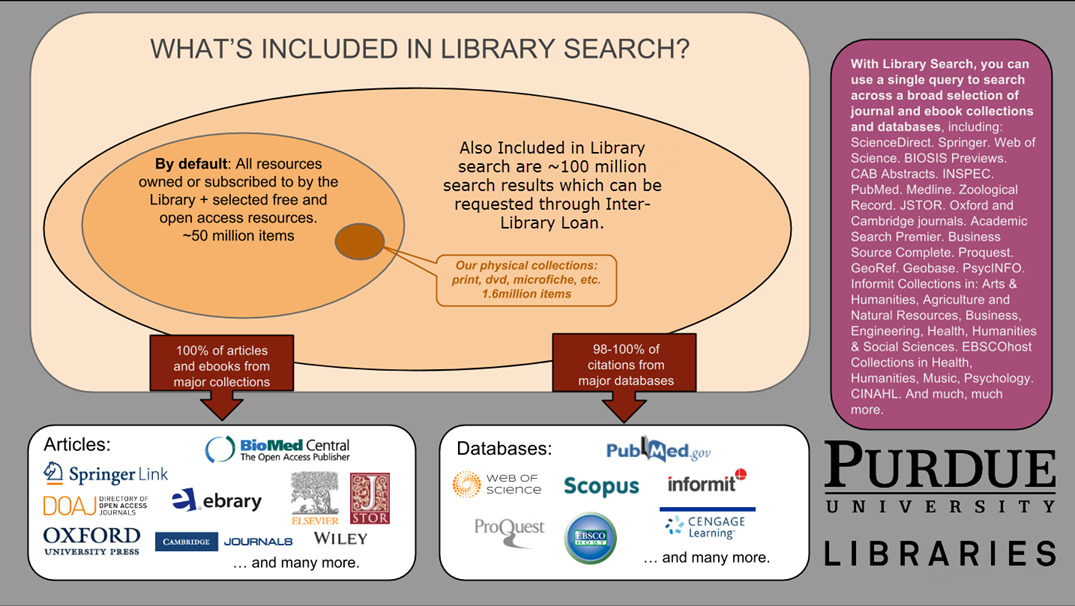 WHAT'S INCLUDED IN LIBRARY SEARCH?
By default: All resources
owned or subscribed to by the
Library + selected free and
open access resources.
~50 million items
Also Included in Library
search are ~100 million
search results which can be
requested through Inter-
Library Loan.
Our physical collections:
print, dvd, microfiche, etc.
1.6million items
100% of articles
and ebooks from
major collections
98-100% of
citations from
major databases
Articles:
BioMed Central
The Open Access Publisher
Springer Link
DOAJ DIRECTORY OF
OPEN ACCESS
JOURNALS
ebrary
ELSEVIER
JSTOR
OXFORD
UNIVERSITY PRESS
CAMBRIDGE JOURNALS
WILEY
… and many more.
Databases:
PubMed.gov
WEB OF
SCIENCE
Scopus
informit
ProQuest
EBSCO
HOST
CENGAGE
Learning™
… and many more.
With Library Search, you can
use a single query to search
across a broad selection of
journal and ebook collections
and databases, including:
ScienceDirect. Springer. Web of
Science. BIOSIS Previews.
CAB Abstracts. INSPEC.
PubMed. Medline. Zoological
Record. JSTOR. Oxford and
Cambridge journals. Academic
Search Premier. Business
Source Complete. Proquest.
GeoRef. Geobase. PsycINFO.
Informit Collections in: Arts &
Humanities, Agriculture and
Natural Resources, Business,
Engineering, Health, Humanities
& Social Sciences. EBSCOhost
Collections in Health,
Humanities, Music, Psychology.
CINAHL. And much, much
more.
PURDUE
UNIVERSITY
LIBRARIES